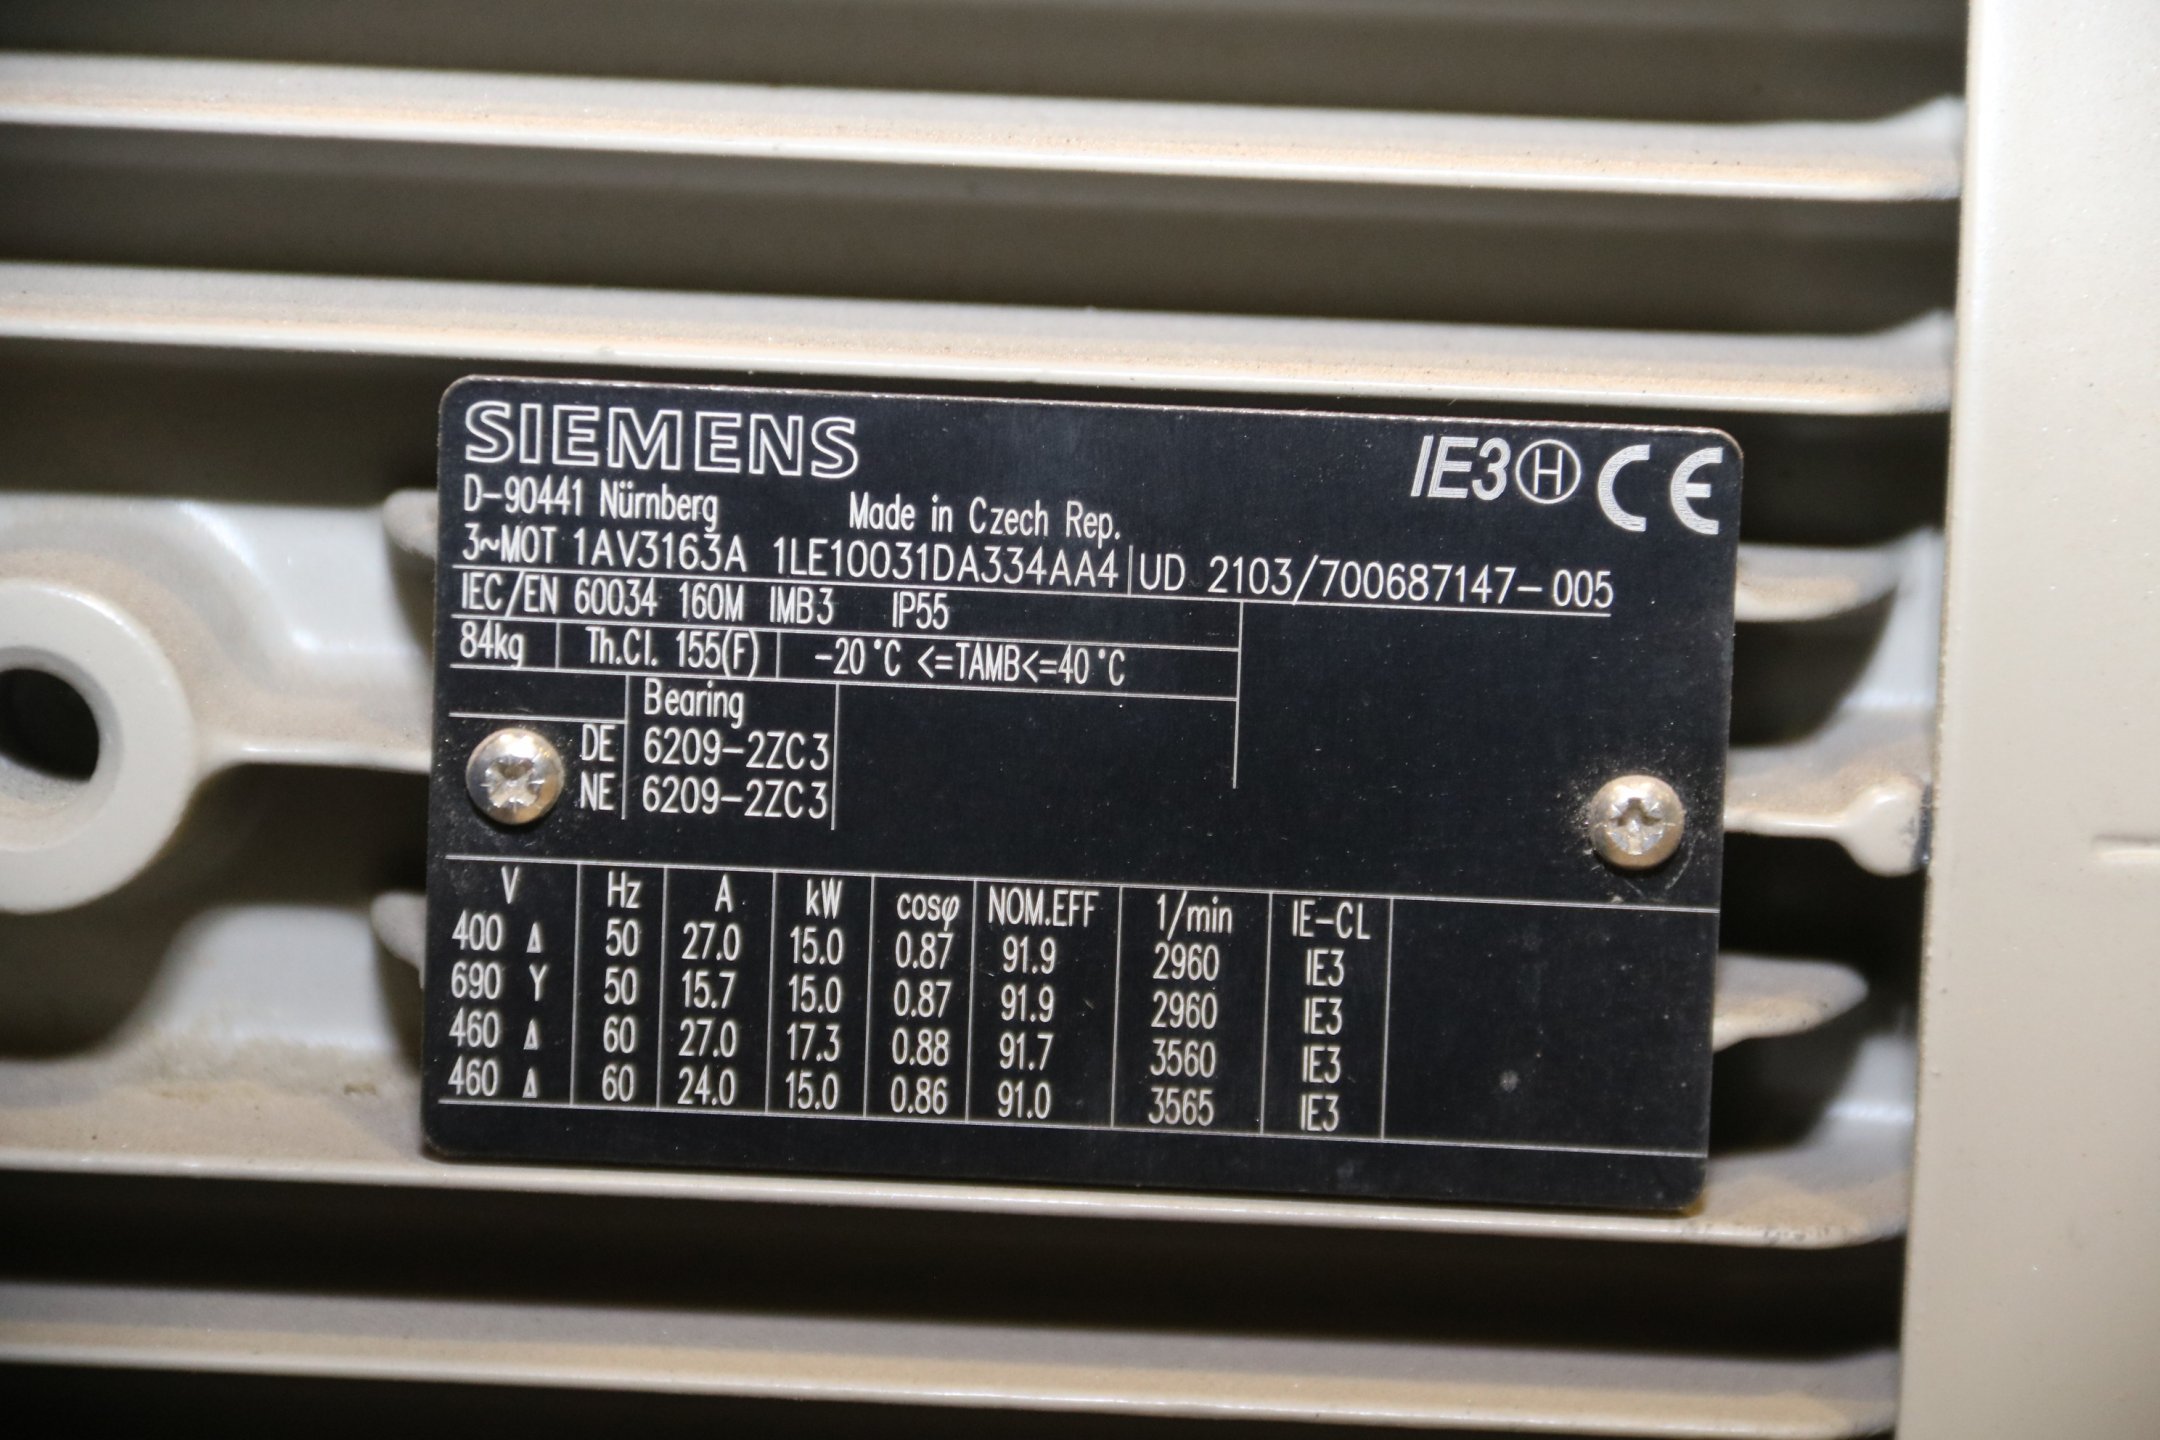 SIEMENS IE3 Ⓗ CE
D-90441 Nürnberg Made in Czech Rep.
3~MOT 1AV3163A 1LE10031DA334AA4 UD 2103/700687147-005
IEC/EN 60034 160M IMB3 IP55
84kg Th.Cl. 155(F) -20°C <=TAMB<=40°C
Bearing
DE 6209-2ZC3
NE 6209-2ZC3
V Hz A kW cosφ NOM.EFF 1/min IE-CL
400 Δ 50 27.0 15.0 0.87 91.9 2960 IE3
690 Y 50 15.7 15.0 0.87 91.9 2960 IE3
460 Δ 60 27.0 17.3 0.88 91.7 3560 IE3
460 Δ 60 24.0 15.0 0.86 91.0 3565 IE3